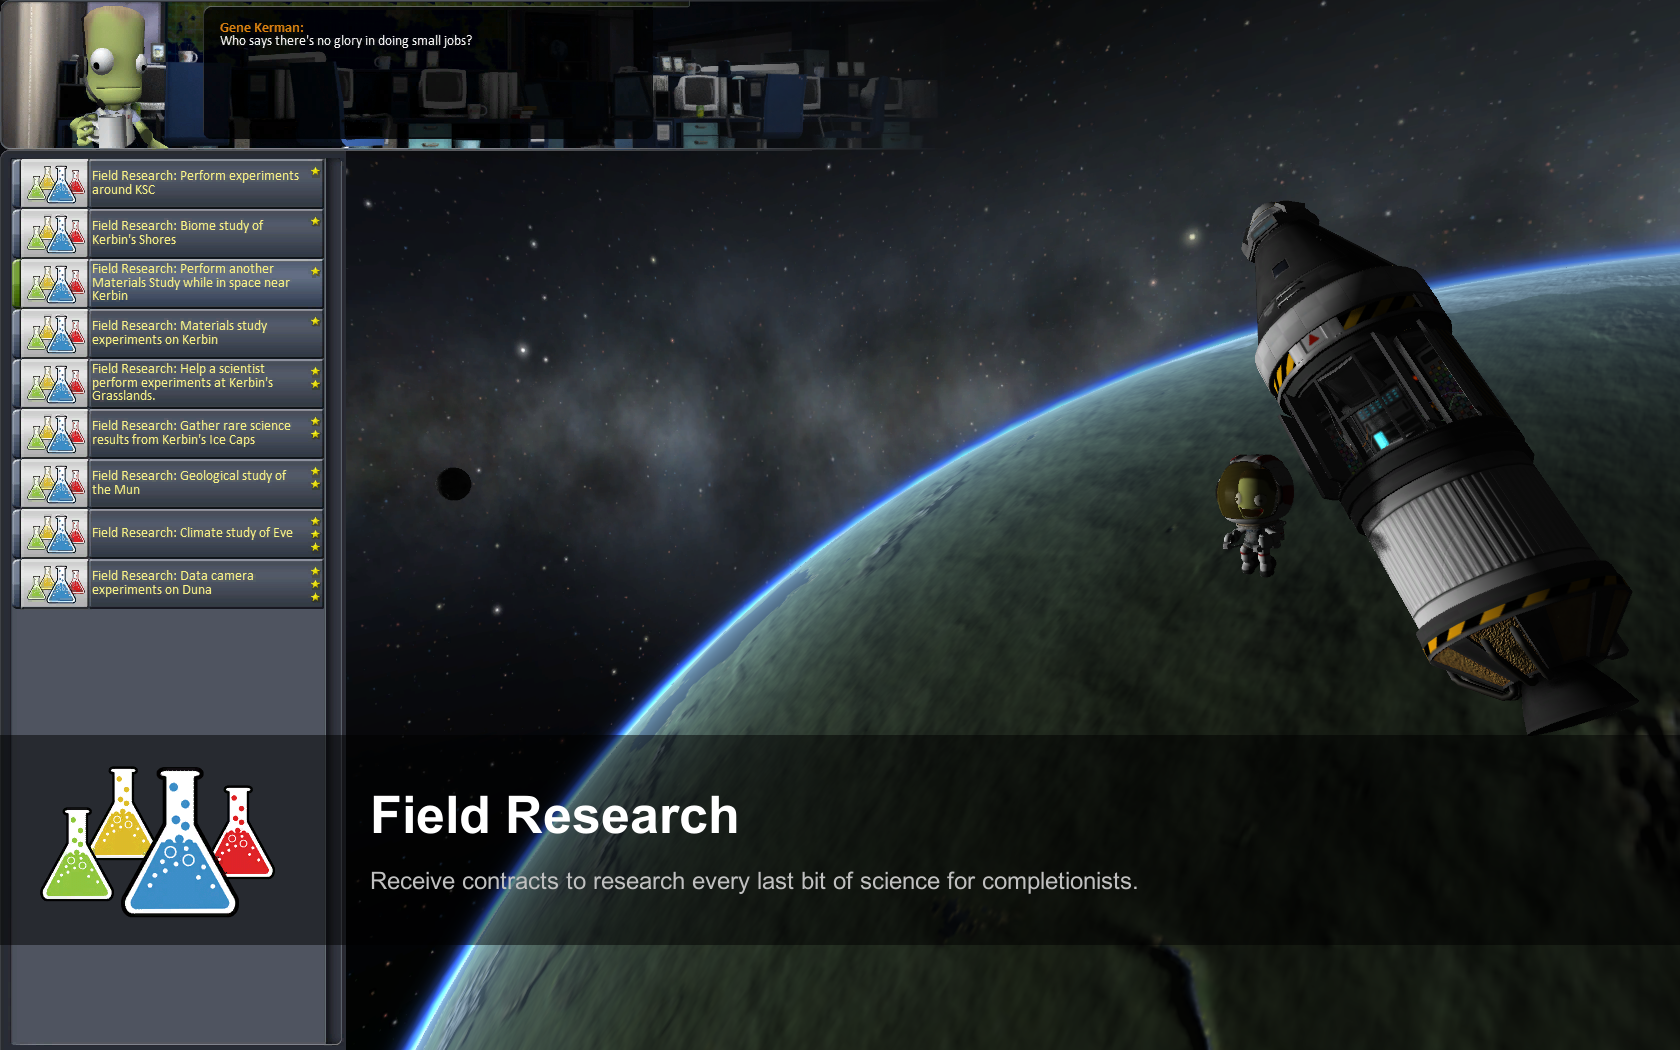 Gene Kerman:
Who says there's no glory in doing small jobs?
Field Research: Perform experiments
around KSC
Field Research: Biome study of
Kerbin's Shores
Field Research: Perform another
Materials Study while in space near
Kerbin
Field Research: Materials study
experiments on Kerbin
Field Research: Help a scientist
perform experiments at Kerbin's
Grasslands.
Field Research: Gather rare science
results from Kerbin's Ice Caps
Field Research: Geological study of
the Mun
Field Research: Climate study of Eve
Field Research: Data camera
experiments on Duna
Field Research
Receive contracts to research every last bit of science for completionists.